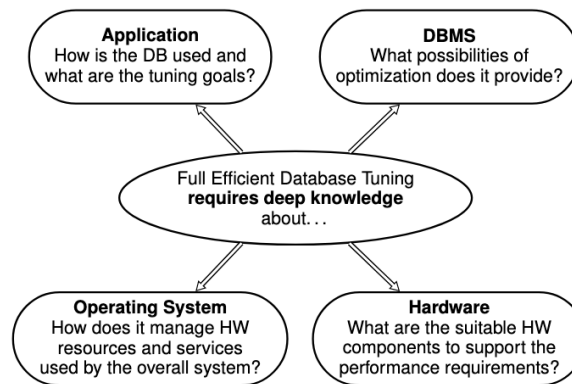 Application
How is the DB used and
what are the tuning goals?
DBMS
What possibilities of
optimization does it provide?
Full Efficient Database Tuning
requires deep knowledge
about...
Operating System
How does it manage HW
resources and services
used by the overall system?
Hardware
What are the suitable HW
components to support the
performance requirements?